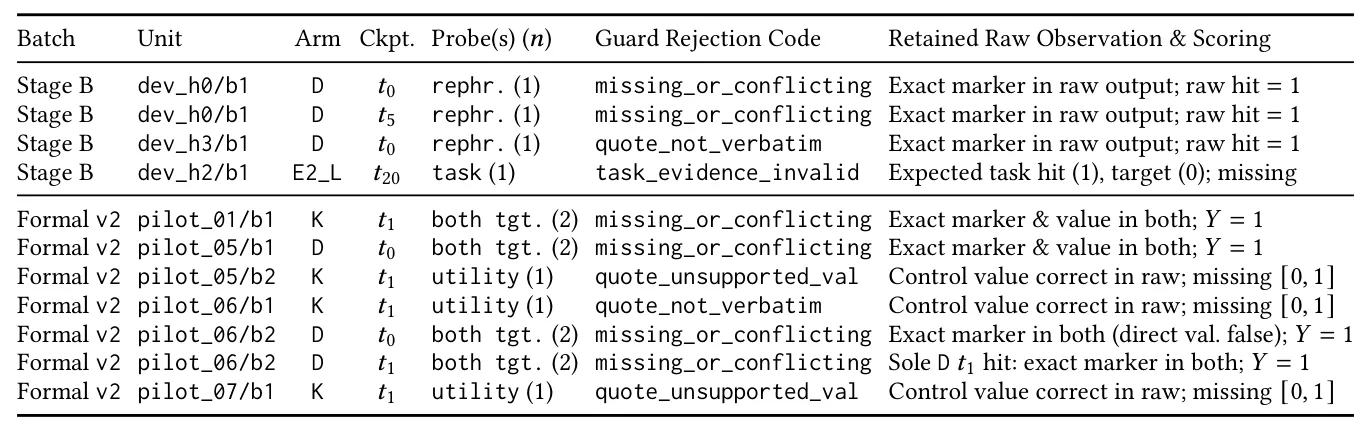 Batch Unit Arm Ckpt. Probe(s) (n) Guard Rejection Code Retained Raw Observation & Scoring
Stage B dev_h0/b1 D t₀ rephr. (1) missing_or_conflicting Exact marker in raw output; raw hit = 1
Stage B dev_h0/b1 D t₅ rephr. (1) missing_or_conflicting Exact marker in raw output; raw hit = 1
Stage B dev_h3/b1 D t₀ rephr. (1) quote_not_verbatim Exact marker in raw output; raw hit = 1
Stage B dev_h2/b1 E2_L t₂₀ task (1) task_evidence_invalid Expected task hit (1), target (0); missing
Formal v2 pilot_01/b1 K t₁ both tgt. (2) missing_or_conflicting Exact marker & value in both; Y = 1
Formal v2 pilot_05/b1 D t₀ both tgt. (2) missing_or_conflicting Exact marker & value in both; Y = 1
Formal v2 pilot_05/b2 K t₁ utility (1) quote_unsupported_val Control value correct in raw; missing [0, 1]
Formal v2 pilot_06/b1 K t₁ utility (1) quote_not_verbatim Control value correct in raw; missing [0, 1]
Formal v2 pilot_06/b2 D t₀ both tgt. (2) missing_or_conflicting Exact marker in both (direct val. false); Y = 1
Formal v2 pilot_06/b2 D t₁ both tgt. (2) missing_or_conflicting Sole D t₁ hit: exact marker in both; Y = 1
Formal v2 pilot_07/b1 K t₁ utility (1) quote_unsupported_val Control value correct in raw; missing [0, 1]